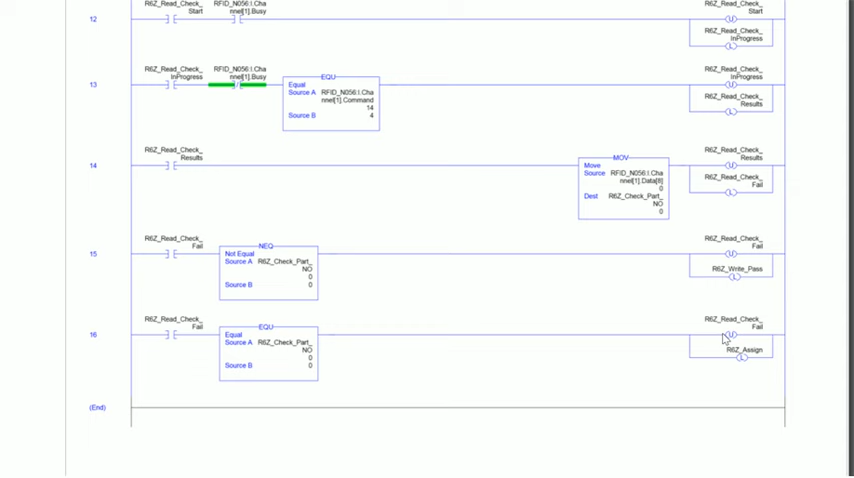 R6Z_Read_Check_
Start
RFID_N056:I.Cha
nnel[1].Busy
R6Z_Read_Check_
Start
12
U
R6Z_Read_Check_
InProgress
L
R6Z_Read_Check_
InProgress
RFID_N056:I.Cha
nnel[1].Busy
R6Z_Read_Check_
InProgress
13
EQU
Equal
Source A RFID_N056:I.Cha
nnel[1].Command
14
Source B 4
U
R6Z_Read_Check_
Results
L
R6Z_Read_Check_
Results
R6Z_Read_Check_
Results
14
MOV
Move
Source RFID_N056:I.Cha
nnel[1].Data[8]
0
Dest R6Z_Check_Part_
NO
0
U
R6Z_Read_Check_
Fail
L
R6Z_Read_Check_
Fail
R6Z_Read_Check_
Fail
15
NEQ
Not Equal
Source A R6Z_Check_Part_
NO
0
Source B 0
U
R6Z_Write_Pass
L
R6Z_Read_Check_
Fail
R6Z_Read_Check_
Fail
16
EQU
Equal
Source A R6Z_Check_Part_
NO
0
Source B 0
U
R6Z_Assign
L
(End)